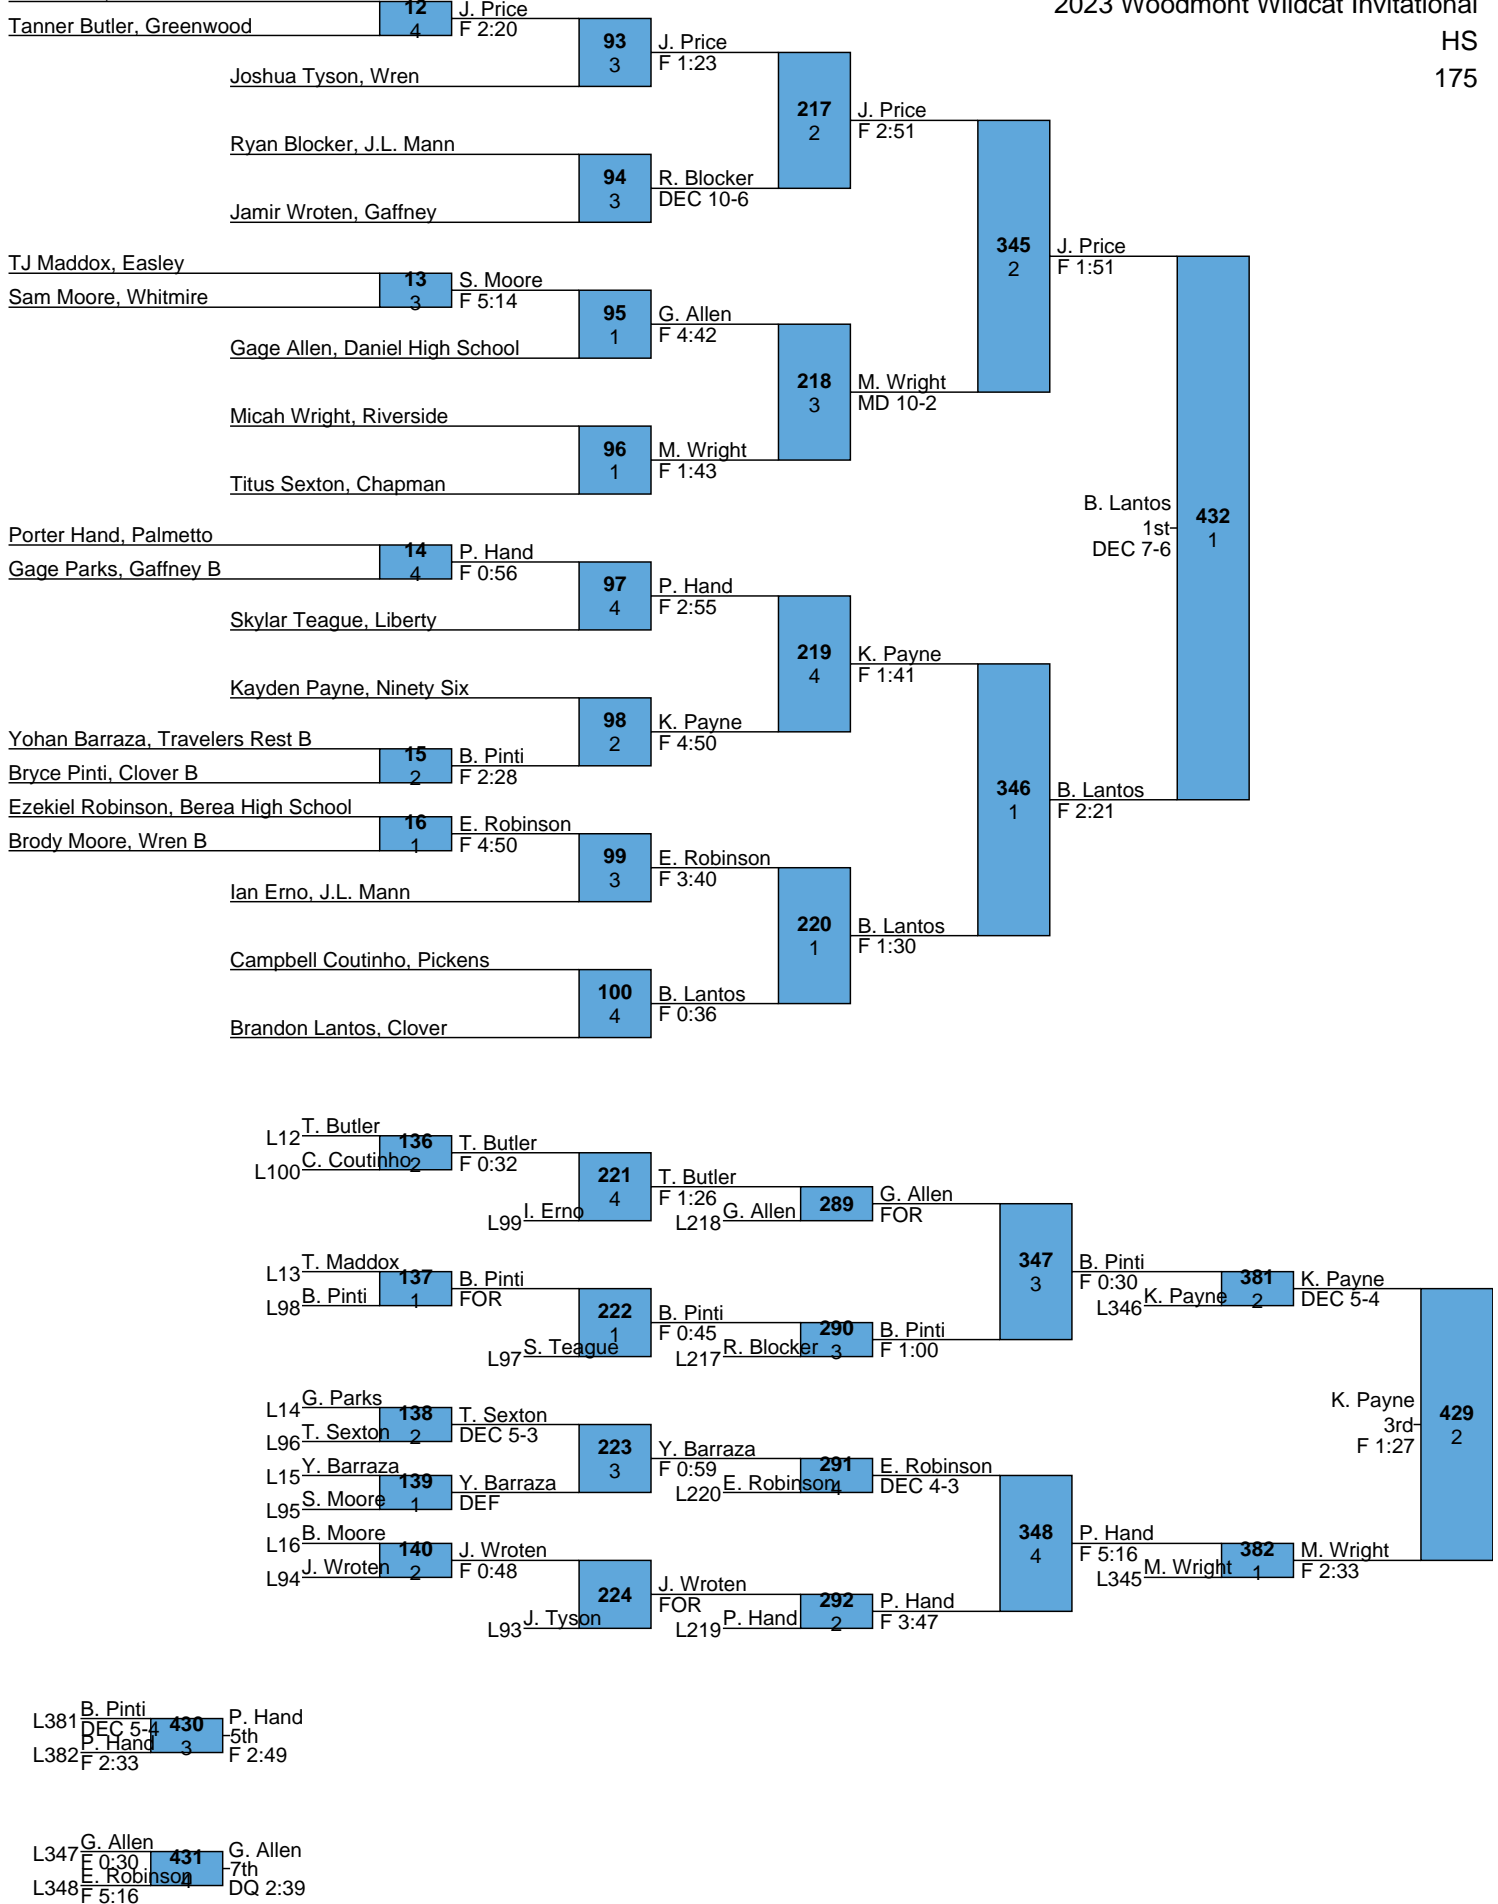 2023 Woodmont Wildcat Invitational
HS
175
Tanner Butler, Greenwood
12
4
J. Price
F 2:20
Joshua Tyson, Wren
93
3
J. Price
F 1:23
Ryan Blocker, J.L. Mann
Jamir Wroten, Gaffney
94
3
R. Blocker
DEC 10-6
217
2
J. Price
F 2:51
TJ Maddox, Easley
Sam Moore, Whitmire
13
3
S. Moore
F 5:14
Gage Allen, Daniel High School
95
1
G. Allen
F 4:42
Micah Wright, Riverside
Titus Sexton, Chapman
96
1
M. Wright
F 1:43
218
3
M. Wright
MD 10-2
345
2
J. Price
F 1:51
Porter Hand, Palmetto
Gage Parks, Gaffney B
14
4
P. Hand
F 0:56
Skylar Teague, Liberty
97
4
P. Hand
F 2:55
Kayden Payne, Ninety Six
Yohan Barraza, Travelers Rest B
Bryce Pinti, Clover B
15
2
B. Pinti
F 2:28
98
2
K. Payne
F 4:50
219
4
K. Payne
F 1:41
Ezekiel Robinson, Berea High School
Brody Moore, Wren B
16
1
E. Robinson
F 4:50
Ian Erno, J.L. Mann
99
3
E. Robinson
F 3:40
Campbell Coutinho, Pickens
Brandon Lantos, Clover
100
4
B. Lantos
F 0:36
220
1
B. Lantos
F 1:30
346
1
B. Lantos
F 2:21
B. Lantos
1st
DEC 7-6
432
1
L12 T. Butler
L100 C. Coutinho
136
2
T. Butler
F 0:32
L99 I. Erno
221
4
T. Butler
F 1:26
L218 G. Allen
289
G. Allen
FOR
L13 T. Maddox
L98 B. Pinti
137
1
B. Pinti
FOR
L97 S. Teague
222
1
B. Pinti
F 0:45
L217 R. Blocker
290
3
B. Pinti
F 1:00
347
3
B. Pinti
F 0:30
L346 K. Payne
381
2
K. Payne
DEC 5-4
L14 G. Parks
L96 T. Sexton
138
2
T. Sexton
DEC 5-3
L15 Y. Barraza
L95 S. Moore
139
1
Y. Barraza
DEF
223
3
Y. Barraza
F 0:59
L220 E. Robinson
291
4
E. Robinson
DEC 4-3
L16 B. Moore
L94 J. Wroten
140
2
J. Wroten
F 0:48
L93 J. Tyson
224
J. Wroten
FOR
L219 P. Hand
292
2
P. Hand
F 3:47
348
4
P. Hand
F 5:16
L345 M. Wright
382
1
M. Wright
F 2:33
K. Payne
3rd
F 1:27
429
2
L381 B. Pinti
DEC 5-4
L382 P. Hand
F 2:33
430
3
P. Hand
5th
F 2:49
L347 G. Allen
F 0:30
L348 E. Robinson
F 5:16
431
4
G. Allen
7th
DQ 2:39